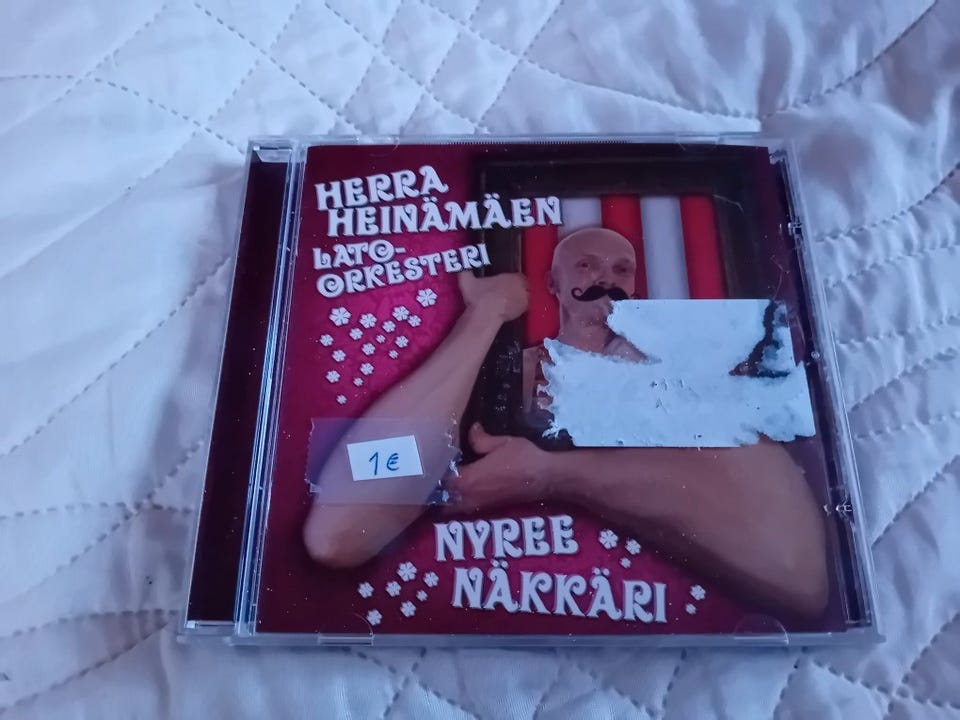 HERRA
HEINÄMÄEN
LATO-
ORKESTERI
1€
NYREE
NÄKKÄRI